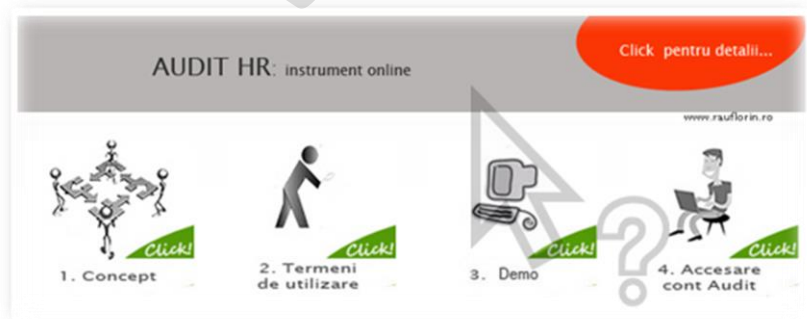 AUDIT HR: instrument online
Click pentru detalii...
www.rauflorin.ro
Click!
1. Concept
Click!
2. Termeni
de utilizare
Click!
3. Demo
?
Click!
4. Accesare
cont Audit